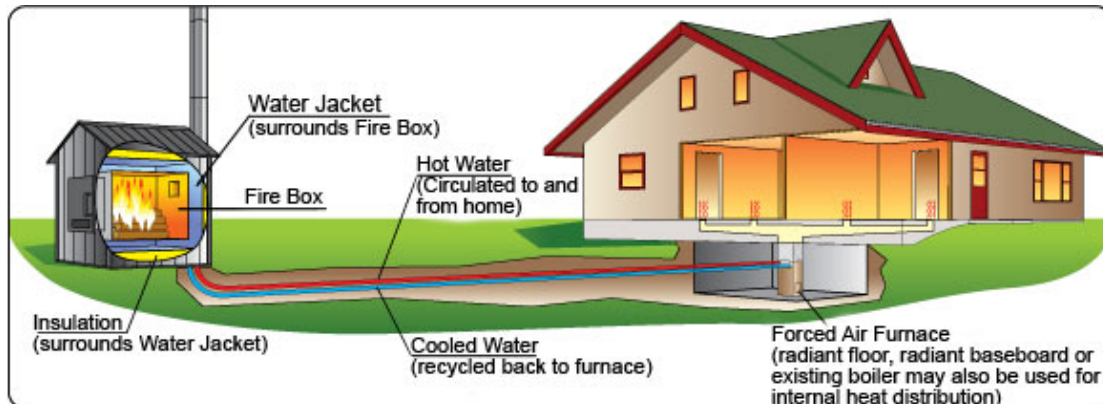 Water Jacket
(surrounds Fire Box)
Fire Box
Hot Water
(Circulated to and
from home)
Insulation
(surrounds Water Jacket)
Cooled Water
(recycled back to furnace)
Forced Air Furnace
(radiant floor, radiant baseboard or
existing boiler may also be used for
internal heat distribution)